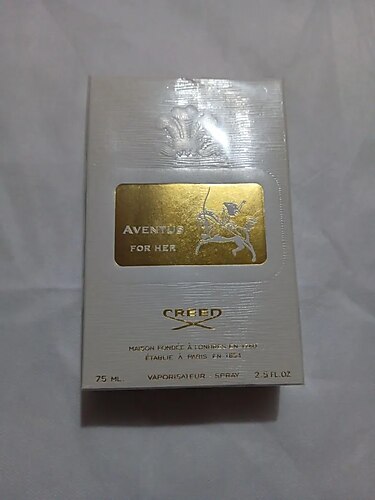 AVENTUS
FOR HER
CREED
MAISON FONDÉE À LONDRES EN 1760
ÉTABLIE À PARIS EN 1854
75 ML. VAPORISATEUR - SPRAY 2.5 FL.OZ